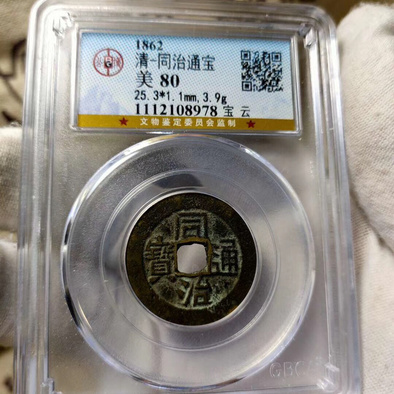 1862
清-同治通宝
美 80
25.3*1.1mm,3.9g
1112108978 宝 云
★ 文物鉴定委员会监制 ★
同
寶 通
治
GBCA